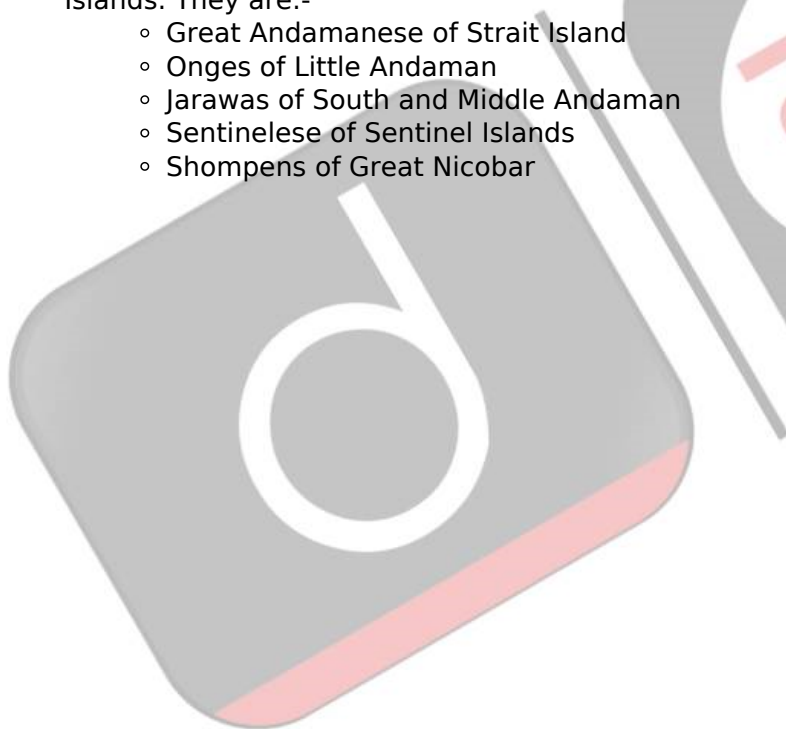 Islands. They are:-
◦ Great Andamanese of Strait Island
◦ Onges of Little Andaman
◦ Jarawas of South and Middle Andaman
◦ Sentinelese of Sentinel Islands
◦ Shompens of Great Nicobar